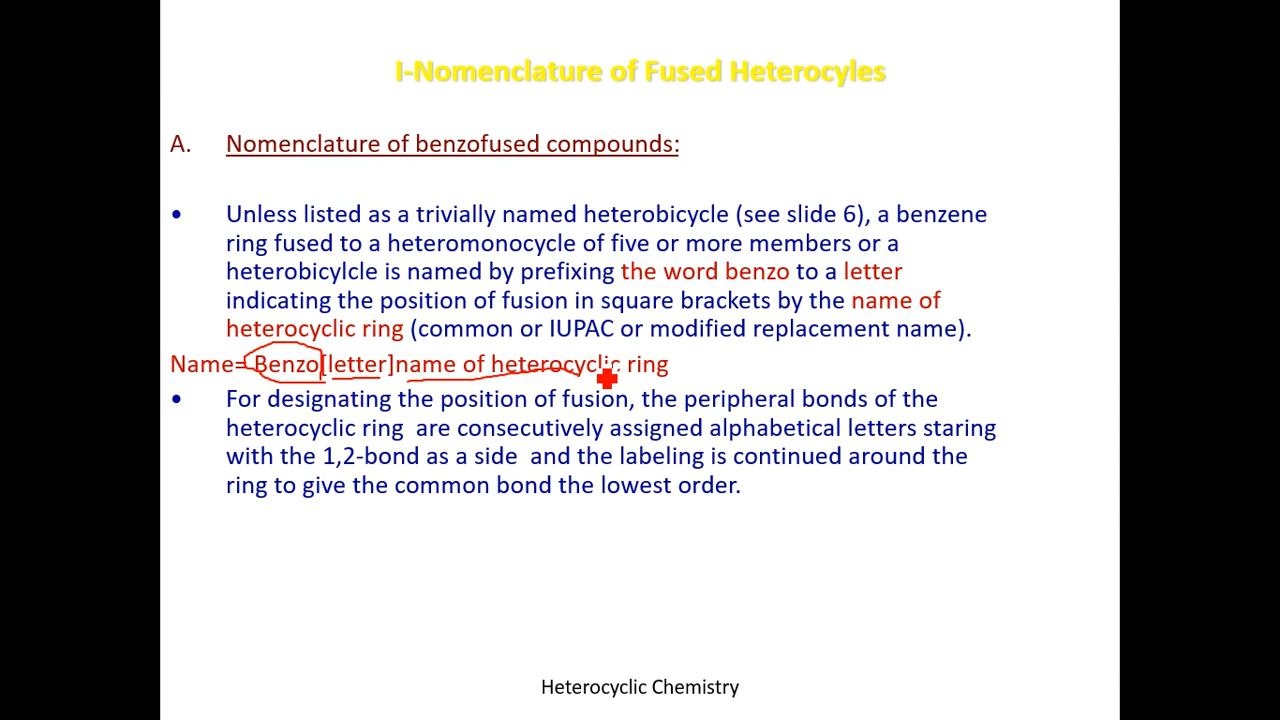 I-Nomenclature of Fused Heterocyles
A. Nomenclature of benzofused compounds:
• Unless listed as a trivially named heterobicycle (see slide 6), a benzene
ring fused to a heteromonocycle of five or more members or a
heterobicylcle is named by prefixing the word benzo to a letter
indicating the position of fusion in square brackets by the name of
heterocyclic ring (common or IUPAC or modified replacement name).
Name= Benzo[letter]name of heterocyclic ring
• For designating the position of fusion, the peripheral bonds of the
heterocyclic ring are consecutively assigned alphabetical letters staring
with the 1,2-bond as a side and the labeling is continued around the
ring to give the common bond the lowest order.
Heterocyclic Chemistry